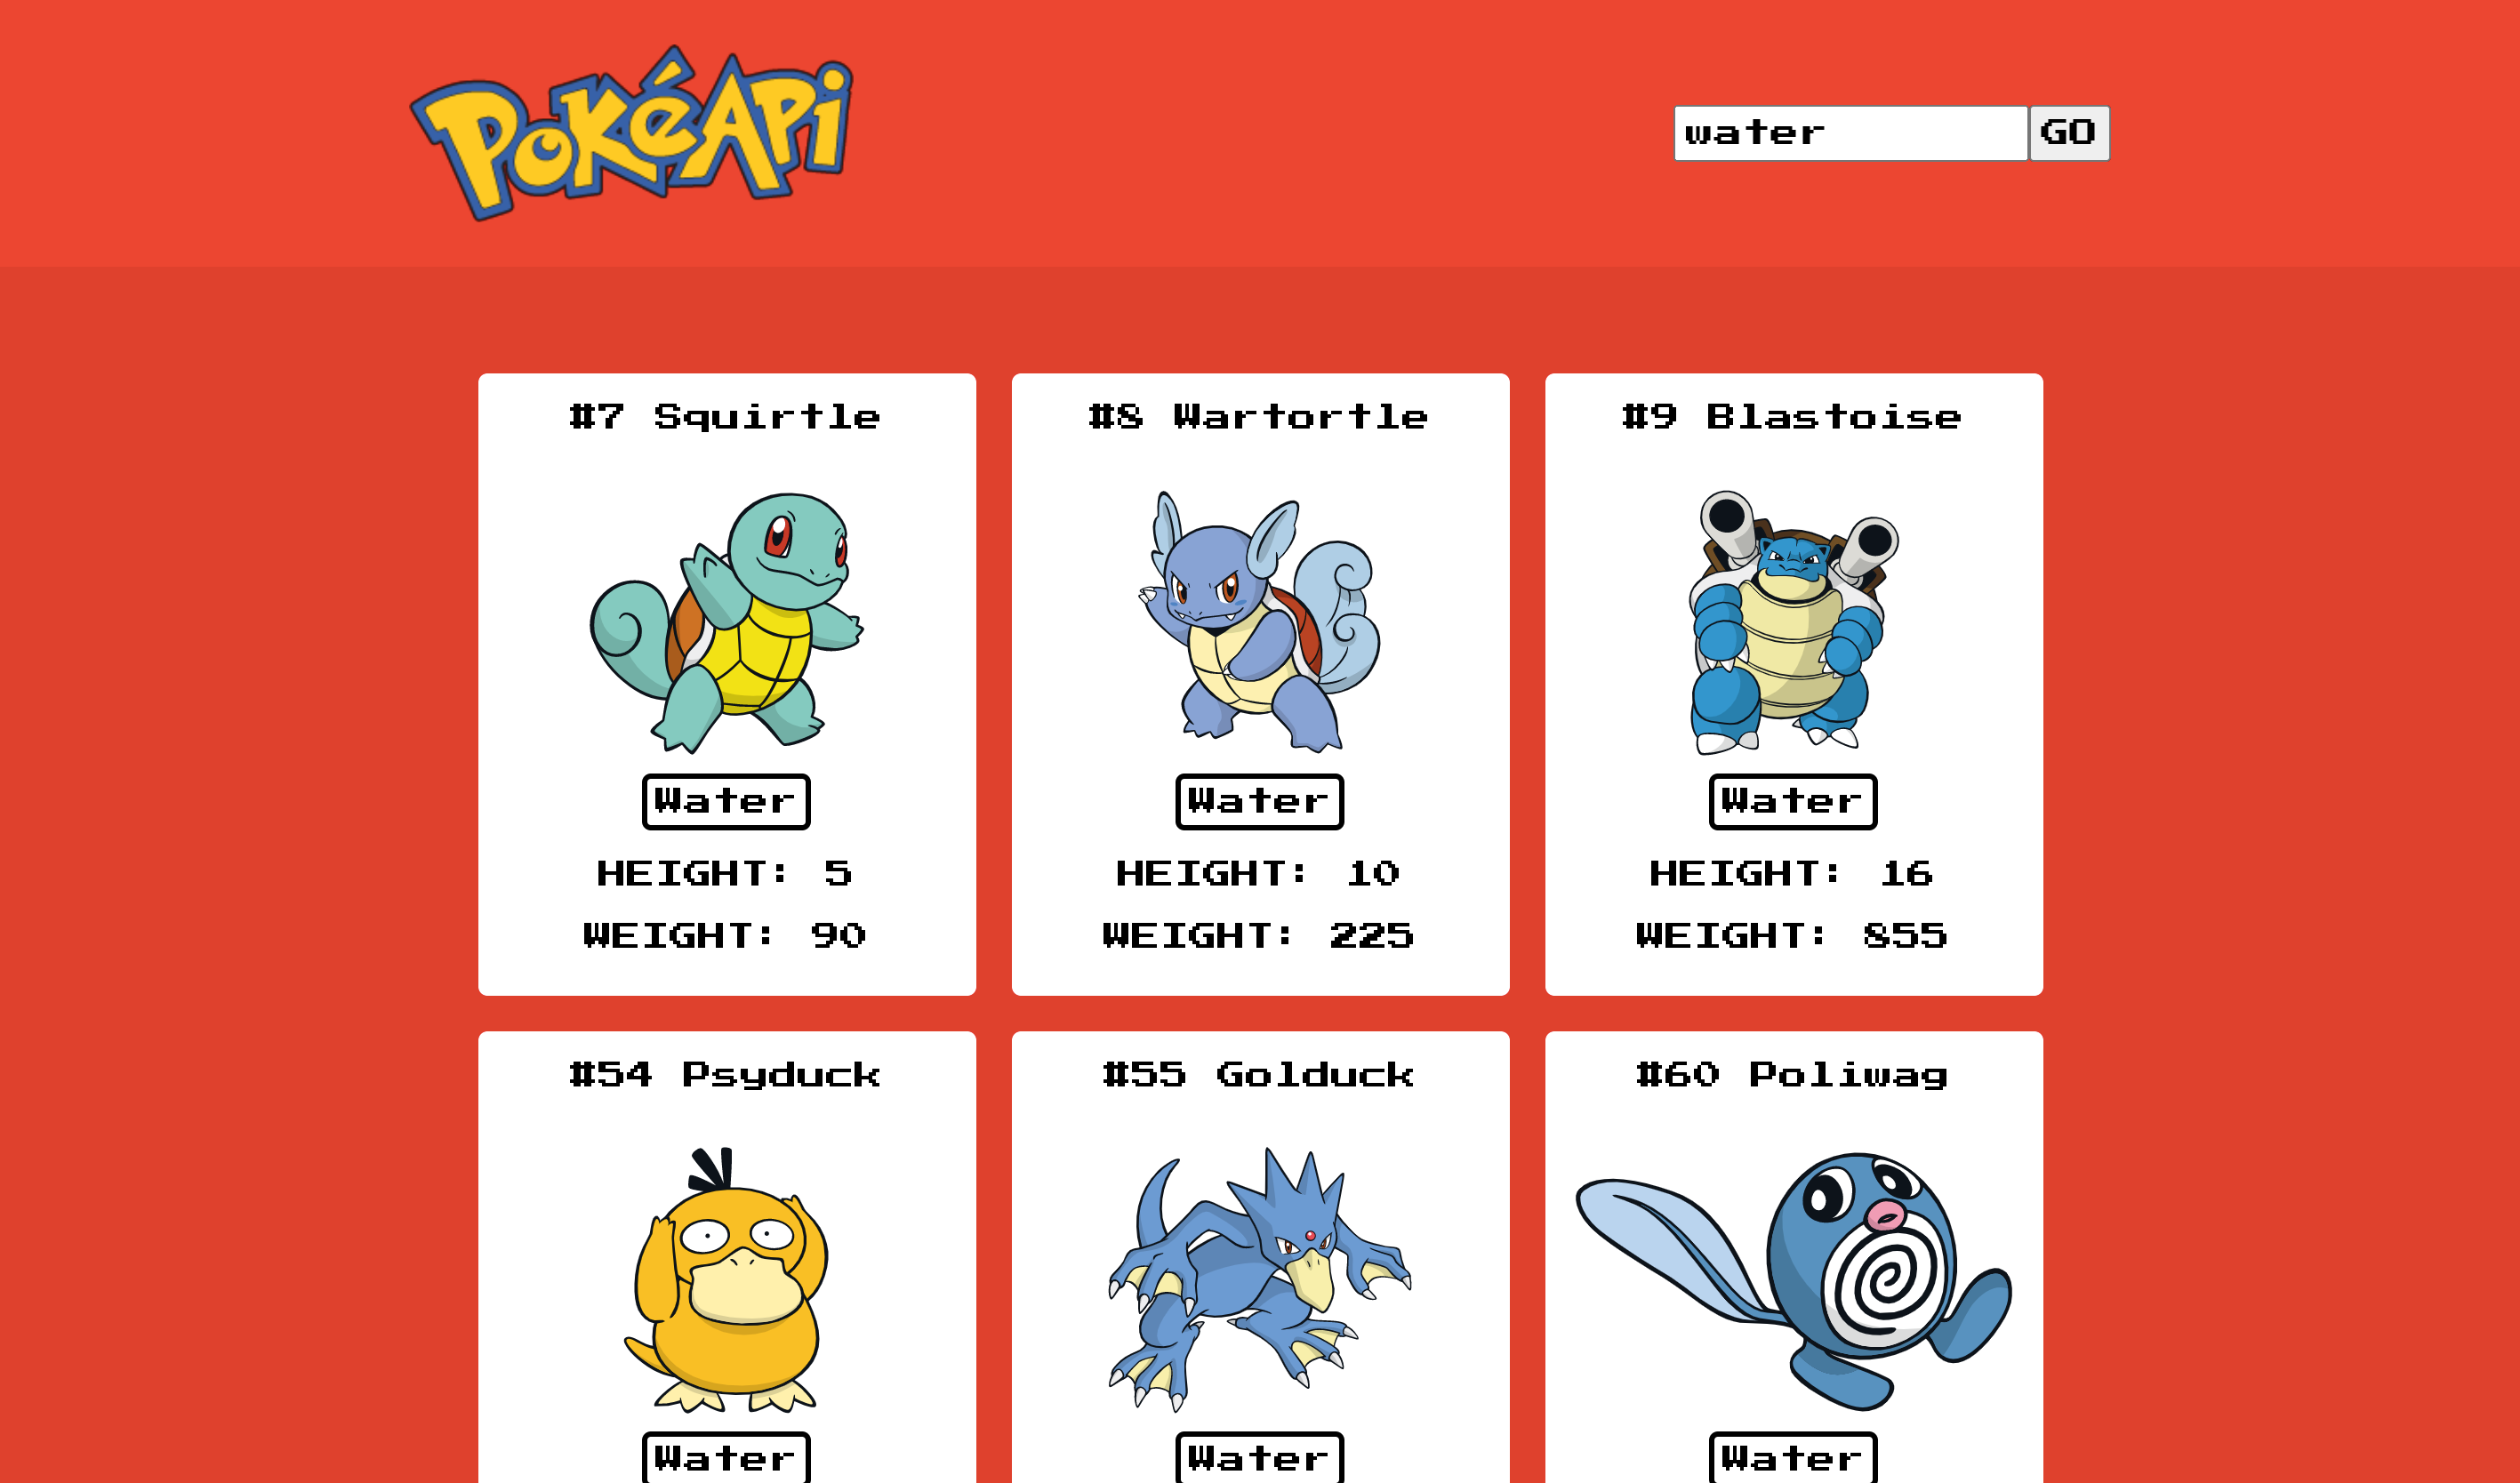 PokéAPi
water GO
#7 Squirtle
Water
HEIGHT: 5
WEIGHT: 90
#8 Wartortle
Water
HEIGHT: 10
WEIGHT: 225
#9 Blastoise
Water
HEIGHT: 16
WEIGHT: 855
#54 Psyduck
Water
#55 Golduck
Water
#60 Poliwag
Water